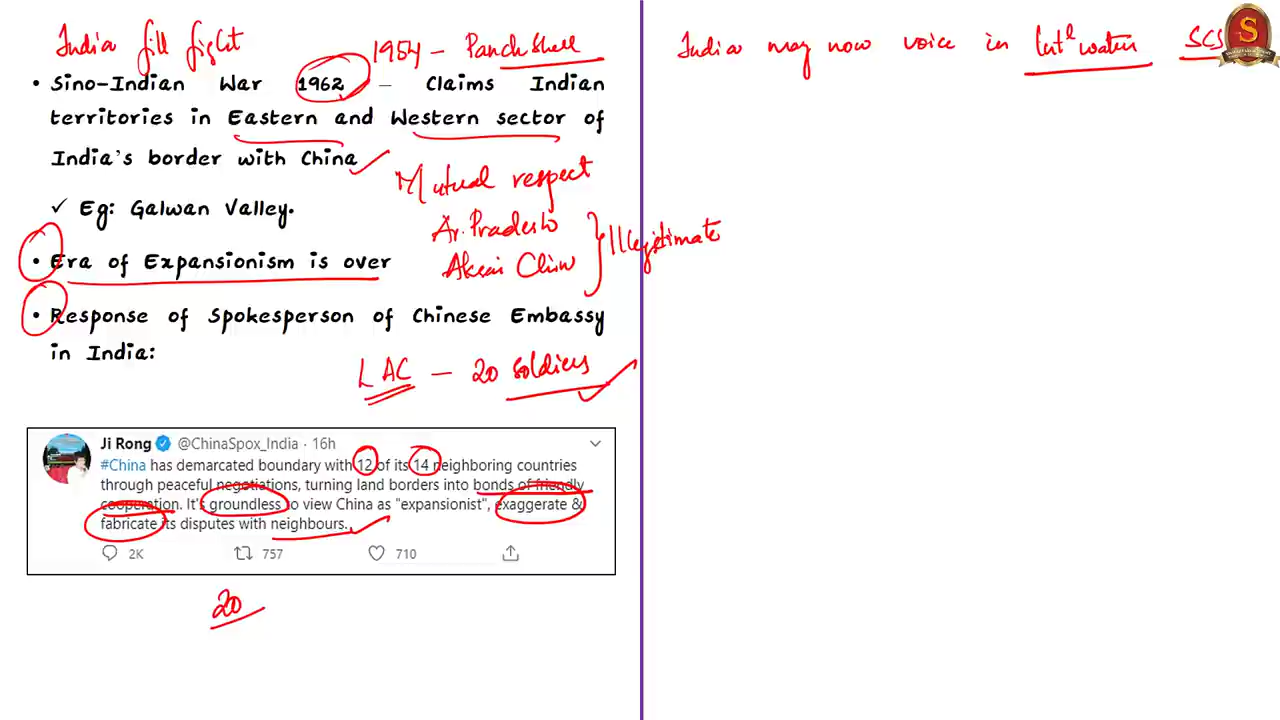 India fill fight
1954 - Panchsheel
• Sino-Indian War 1962 – Claims Indian
territories in Eastern and Western sector of
India's border with China
Mutual respect
✓ Eg: Galwan Valley.
Ar. Pradesh
Aksai Chin
Illegitimate
• Era of Expansionism is over
• Response of Spokesperson of Chinese Embassy
in India:
LAC – 20 soldiers
Ji Rong @ChinaSpox_India · 16h
#China has demarcated boundary with 12 of its 14 neighboring countries
through peaceful negotiations, turning land borders into bonds of friendly
cooperation. It's groundless to view China as "expansionist", exaggerate &
fabricate its disputes with neighbours.
2K 757 710
20
India may now voice in Intl water SCS
S